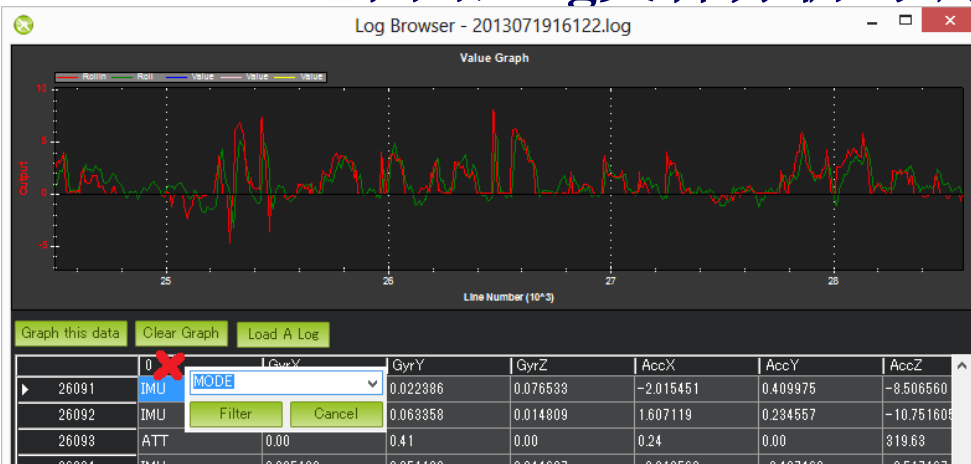 Log Browser - 2013071916122.log
Value Graph
RollIn Roll Value Value Value
10
5
0
-5
Output
25 26 27 28
Line Number (10^3)
Graph this data Clear Graph Load A Log
0 GyrX GyrY GyrZ AccX AccY AccZ
26091 IMU 0.022386 0.076533 -2.015451 0.409975 -8.506560
MODE
26092 IMU 0.063358 0.014809 1.607119 0.234557 -10.751605
Filter Cancel
26093 ATT 0.00 0.41 0.00 0.24 0.00 319.63